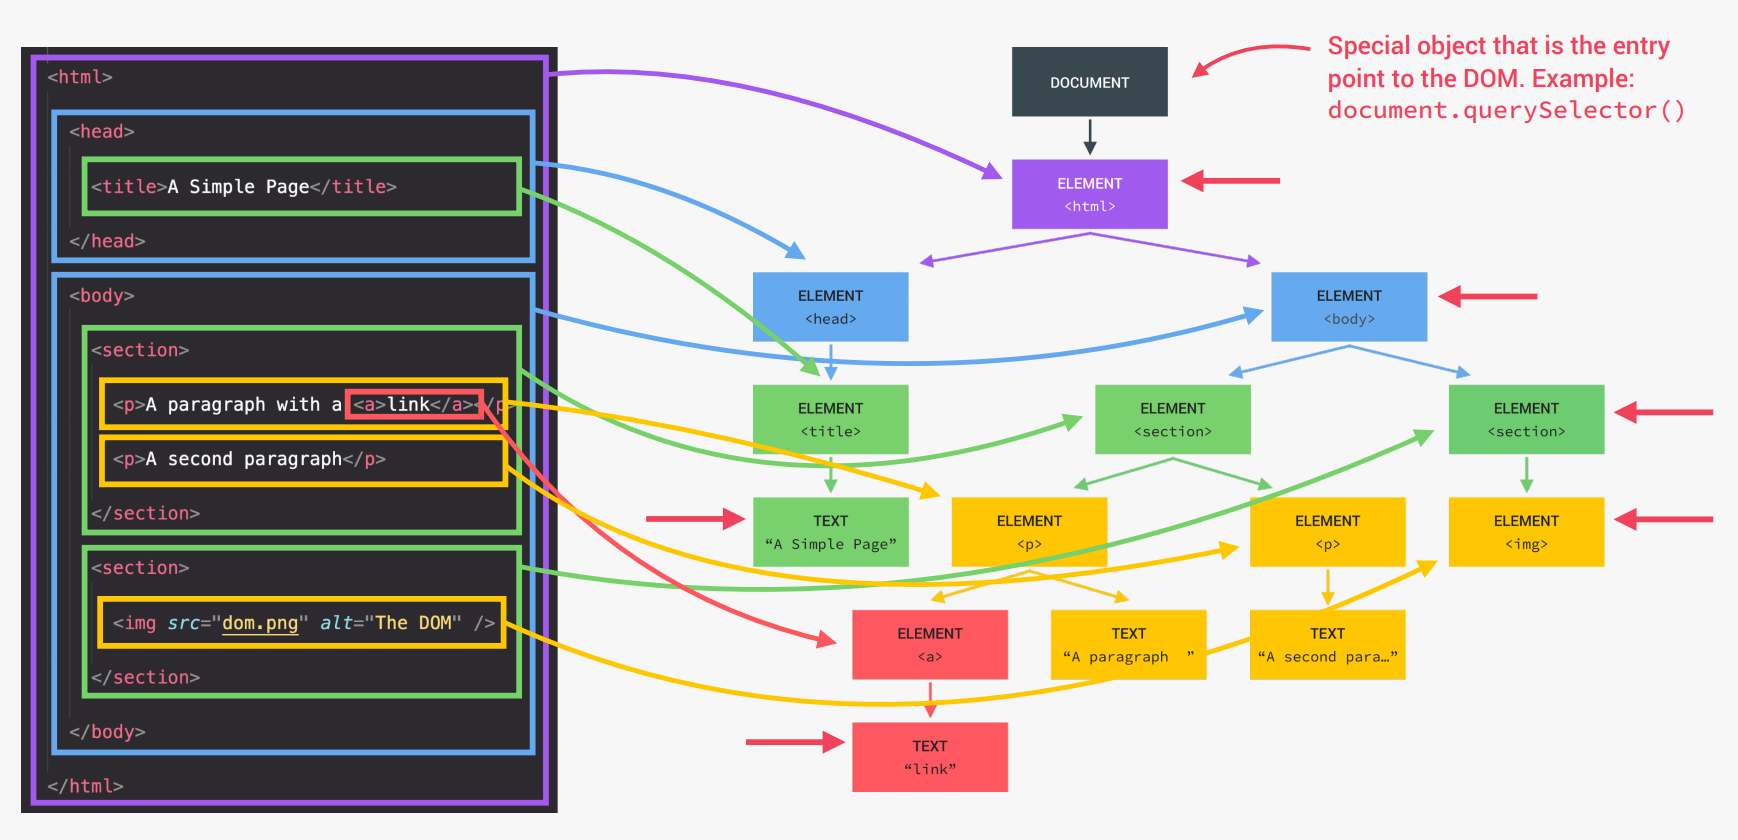 <html>
<head>
<title>A Simple Page</title>
</head>
<body>
<section>
<p>A paragraph with a <a>link</a></p>
<p>A second paragraph</p>
</section>
<section>
<img src="dom.png" alt="The DOM" />
</section>
</body>
</html>
Special object that is the entry
point to the DOM. Example:
document.querySelector()
DOCUMENT
ELEMENT
<html>
ELEMENT
<head>
ELEMENT
<body>
ELEMENT
<title>
ELEMENT
<section>
ELEMENT
<section>
TEXT
“A Simple Page”
ELEMENT
<p>
ELEMENT
<p>
ELEMENT
<img>
ELEMENT
<a>
TEXT
“A paragraph  ”
TEXT
“A second para…”
TEXT
“link”